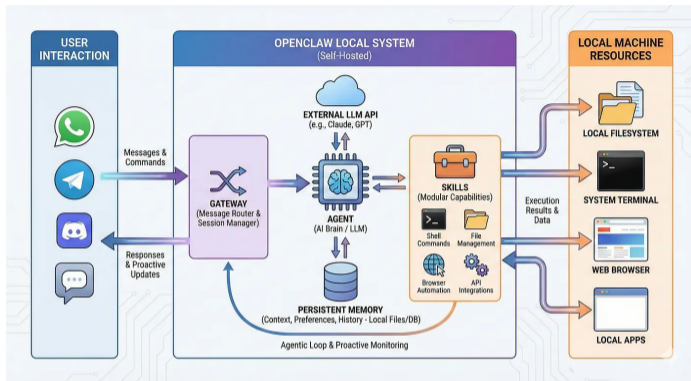 USER
INTERACTION
Messages &
Commands
Responses
& Proactive
Updates
OPENCLAW LOCAL SYSTEM
(Self-Hosted)
EXTERNAL LLM API
(e.g., Claude, GPT)
GATEWAY
(Message Router &
Session Manager)
AGENT
(AI Brain / LLM)
PERSISTENT MEMORY
(Context, Preferences, History - Local Files/DB)
Agentic Loop & Proactive Monitoring
SKILLS
(Modular Capabilities)
>_
Shell
Commands
File
Management
Browser
Automation
API
Integrations
Execution
Results &
Data
LOCAL MACHINE
RESOURCES
LOCAL FILESYSTEM
>_
SYSTEM TERMINAL
WEB BROWSER
LOCAL APPS